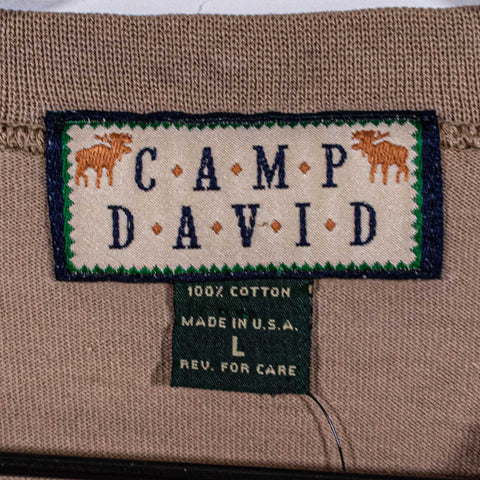 C·A·M·P
D·A·V·I·D
100% COTTON
MADE IN U.S.A.
L
REV. FOR CARE